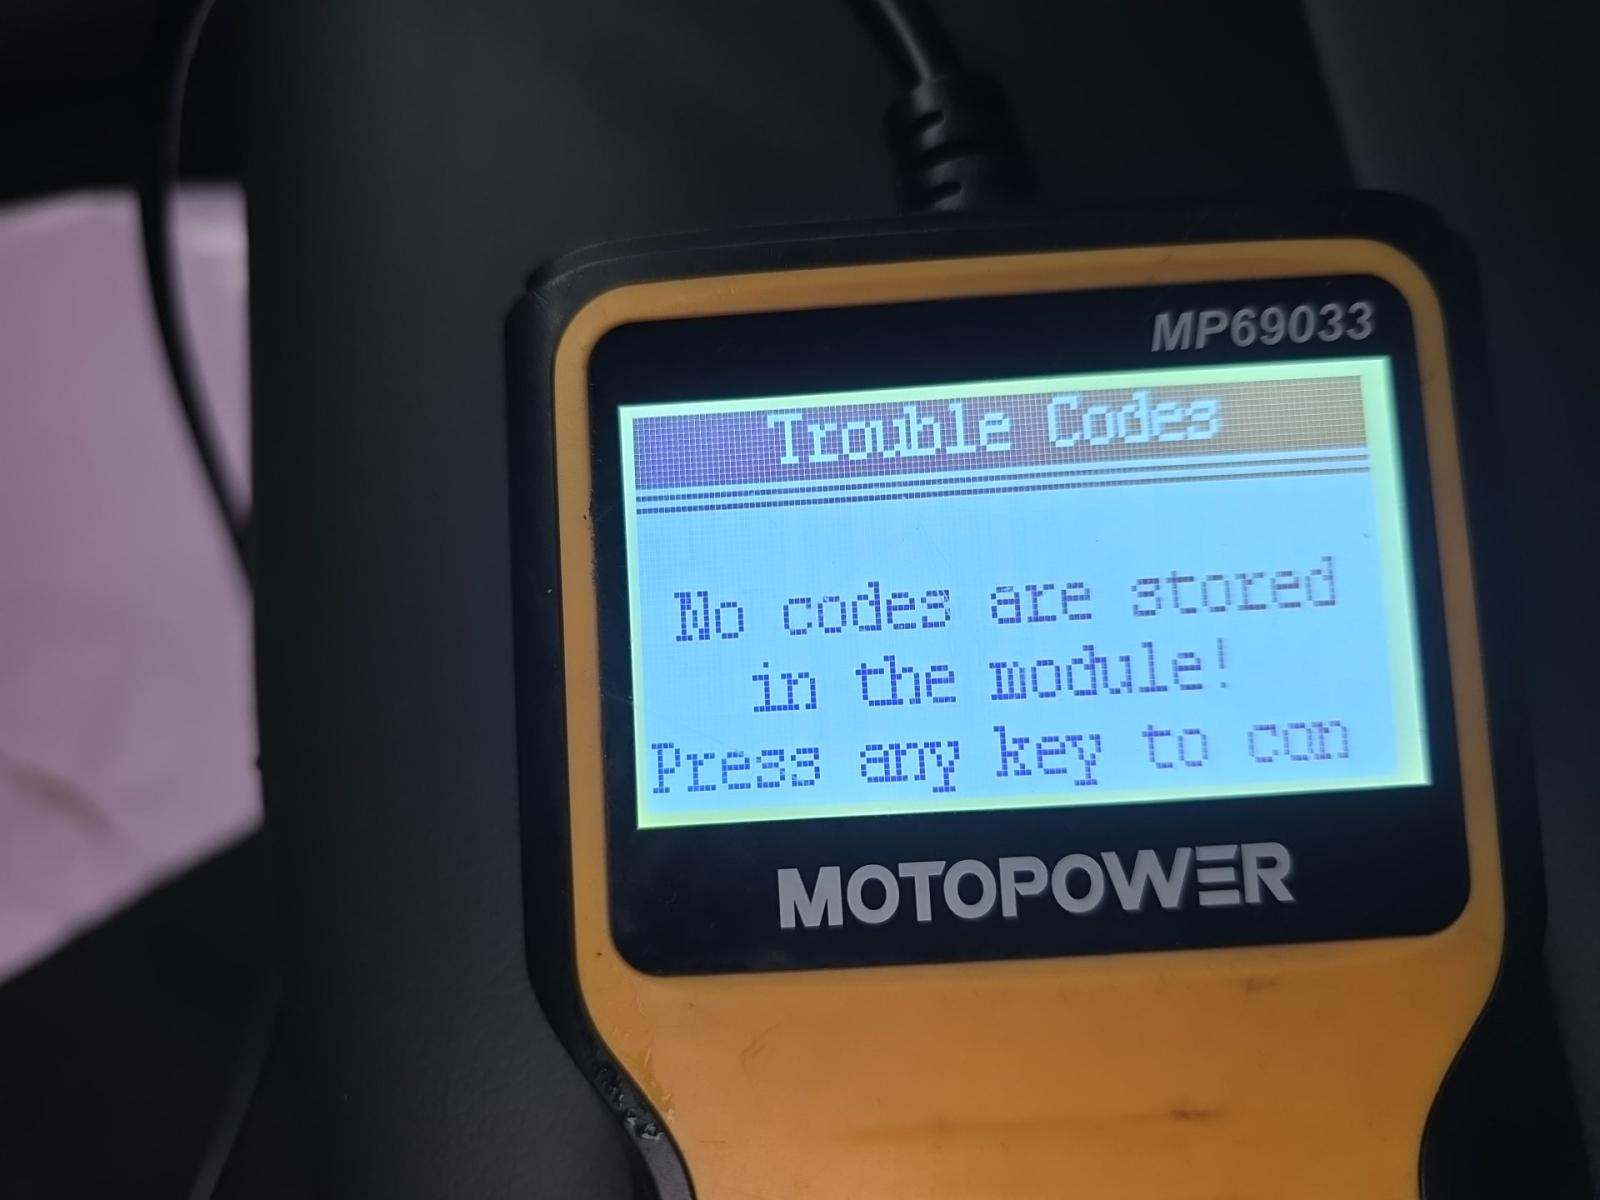 MP69033
Trouble Codes
No codes are stored
in the module!
Press any key to con
MOTOPOWER